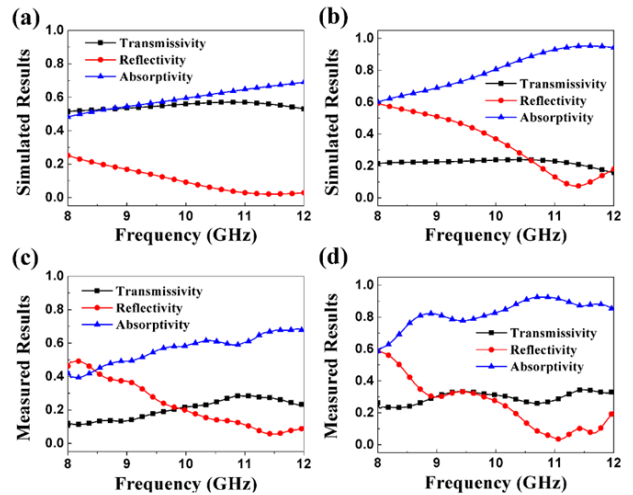 (a)
Simulated Results
1.0
0.8
0.6
0.4
0.2
0.0
Transmissivity
Reflectivity
Absorptivity
8 9 10 11 12
Frequency (GHz)
(b)
Simulated Results
1.0
0.8
0.6
0.4
0.2
0.0
Transmissivity
Reflectivity
Absorptivity
8 9 10 11 12
Frequency (GHz)
(c)
Measured Results
1.0
0.8
0.6
0.4
0.2
0.0
Transmissivity
Reflectivity
Absorptivity
8 9 10 11 12
Frequency (GHz)
(d)
Measured Results
1.0
0.8
0.6
0.4
0.2
0.0
Transmissivity
Reflectivity
Absorptivity
8 9 10 11 12
Frequency (GHz)